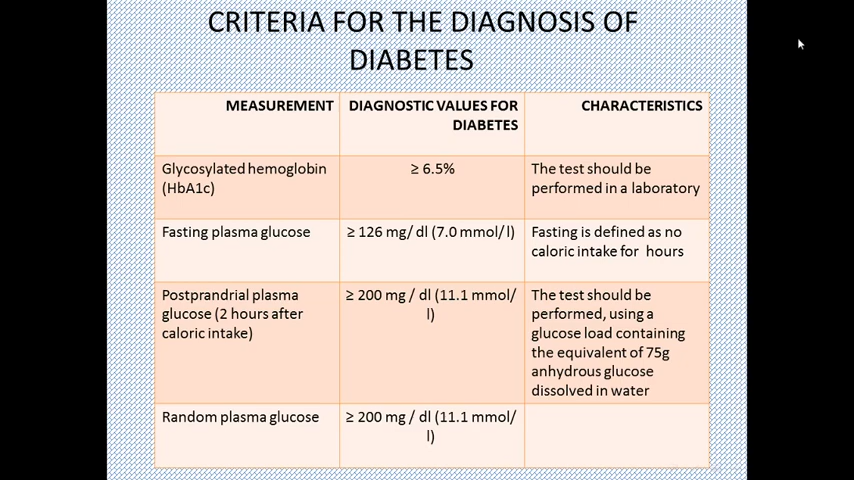 CRITERIA FOR THE DIAGNOSIS OF
DIABETES
MEASUREMENT
DIAGNOSTIC VALUES FOR
DIABETES
CHARACTERISTICS
Glycosylated hemoglobin
(HbA1c)
≥ 6.5%
The test should be
performed in a laboratory
Fasting plasma glucose
≥ 126 mg/ dl (7.0 mmol/ l)
Fasting is defined as no
caloric intake for  hours
Postprandrial plasma
glucose (2 hours after
caloric intake)
≥ 200 mg / dl (11.1 mmol/
l)
The test should be
performed, using a
glucose load containing
the equivalent of 75g
anhydrous glucose
dissolved in water
Random plasma glucose
≥ 200 mg / dl (11.1 mmol/
l)